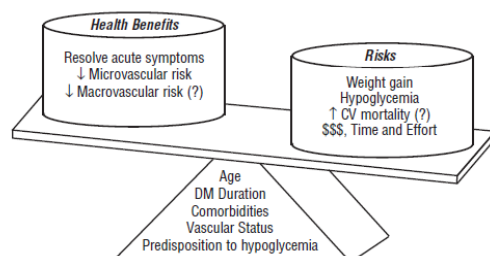 Health Benefits
Resolve acute symptoms
↓ Microvascular risk
↓ Macrovascular risk (?)
Risks
Weight gain
Hypoglycemia
↑ CV mortality (?)
$$$, Time and Effort
Age
DM Duration
Comorbidities
Vascular Status
Predisposition to hypoglycemia